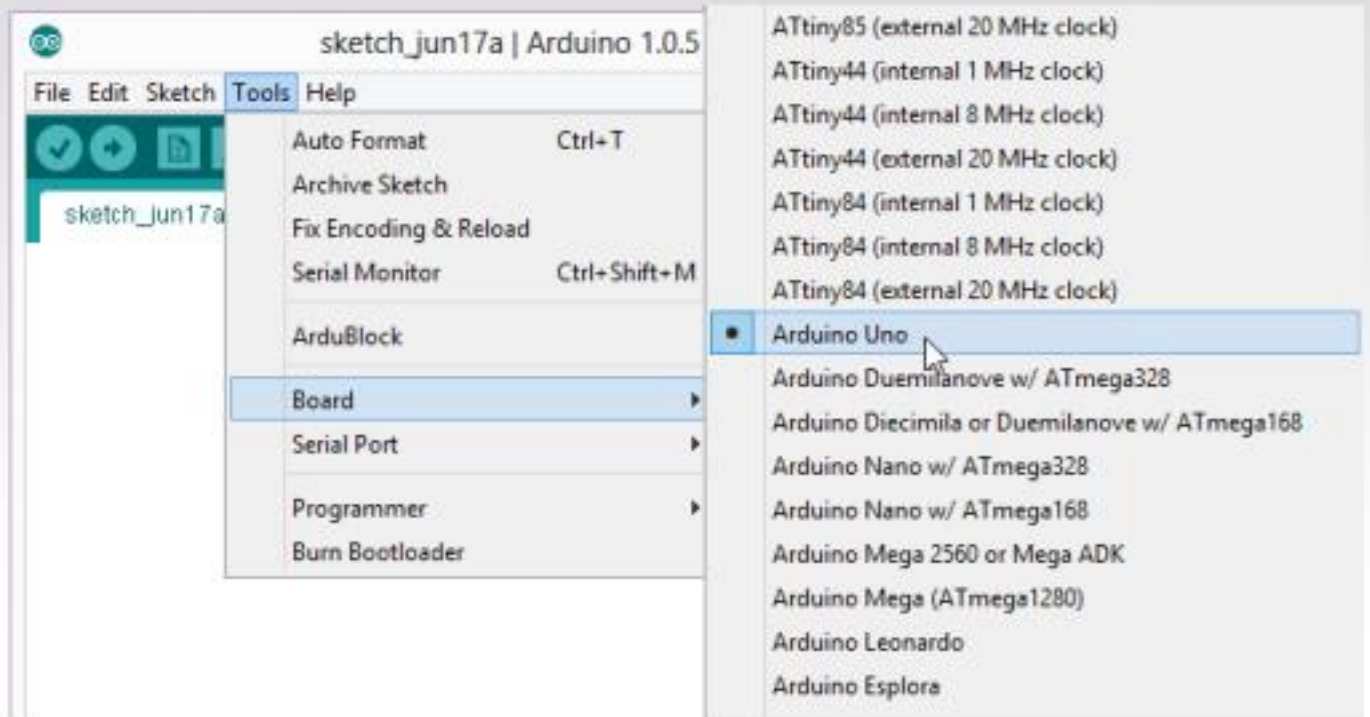 sketch_jun17a | Arduino 1.0.5
File Edit Sketch Tools Help
sketch_jun17a
Auto Format Ctrl+T
Archive Sketch
Fix Encoding & Reload
Serial Monitor Ctrl+Shift+M
ArduBlock
Board
Serial Port
Programmer
Burn Bootloader
ATtiny85 (external 20 MHz clock)
ATtiny44 (internal 1 MHz clock)
ATtiny44 (internal 8 MHz clock)
ATtiny44 (external 20 MHz clock)
ATtiny84 (internal 1 MHz clock)
ATtiny84 (internal 8 MHz clock)
ATtiny84 (external 20 MHz clock)
Arduino Uno
Arduino Duemilanove w/ ATmega328
Arduino Diecimila or Duemilanove w/ ATmega168
Arduino Nano w/ ATmega328
Arduino Nano w/ ATmega168
Arduino Mega 2560 or Mega ADK
Arduino Mega (ATmega1280)
Arduino Leonardo
Arduino Esplora